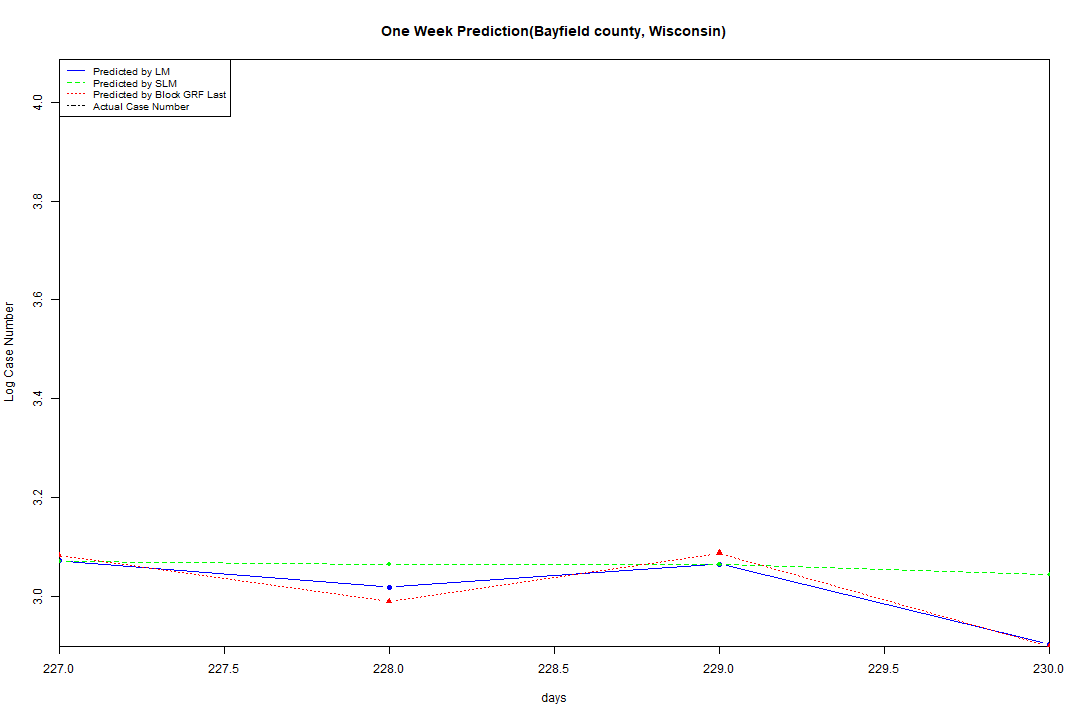 One Week Prediction(Bayfield county, Wisconsin)
Predicted by LM
Predicted by SLM
Predicted by Block GRF Last
Actual Case Number
4.0
3.8
3.6
3.4
3.2
3.0
Log Case Number
227.0 227.5 228.0 228.5 229.0 229.5 230.0
days